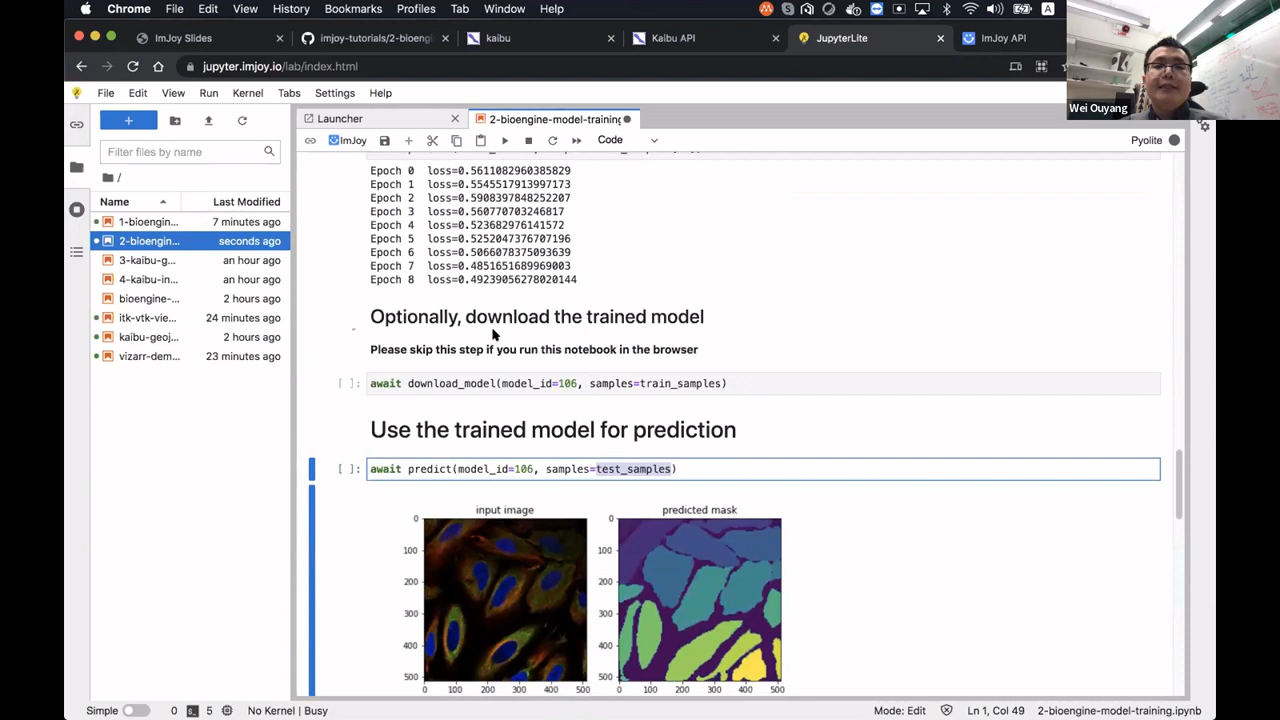 Chrome File Edit View History Bookmarks Profiles Tab Window Help
ImJoy Slides
imjoy-tutorials/2-bioeng
kaibu
Kaibu API
JupyterLite
ImJoy API
jupyter.imjoy.io/lab/index.html
Wei Ouyang
File Edit View Run Kernel Tabs Settings Help
Launcher
2-bioengine-model-training
Filter files by name
ImJoy
Code
Pyolite
/
Name Last Modified
1-bioengin... 7 minutes ago
2-bioengin... seconds ago
3-kaibu-g... an hour ago
4-kaibu-in... an hour ago
bioengine-... 2 hours ago
itk-vtk-vie... 24 minutes ago
kaibu-geoj... 2 hours ago
vizarr-dem... 23 minutes ago
Epoch 0 loss=0.5611082960385829
Epoch 1 loss=0.5545517913997173
Epoch 2 loss=0.5908397848252207
Epoch 3 loss=0.560770703246817
Epoch 4 loss=0.523682976141572
Epoch 5 loss=0.5252047376707196
Epoch 6 loss=0.5066078375093639
Epoch 7 loss=0.4851651689969003
Epoch 8 loss=0.49239056278020144
Optionally, download the trained model
Please skip this step if you run this notebook in the browser
[ ]: await download_model(model_id=106, samples=train_samples)
Use the trained model for prediction
[ ]: await predict(model_id=106, samples=test_samples)
input image
predicted mask
0
100
200
300
400
500
0 100 200 300 400 500
0
100
200
300
400
500
0 100 200 300 400 500
Simple 0 5 No Kernel | Busy
Mode: Edit Ln 1, Col 49 2-bioengine-model-training.ipynb